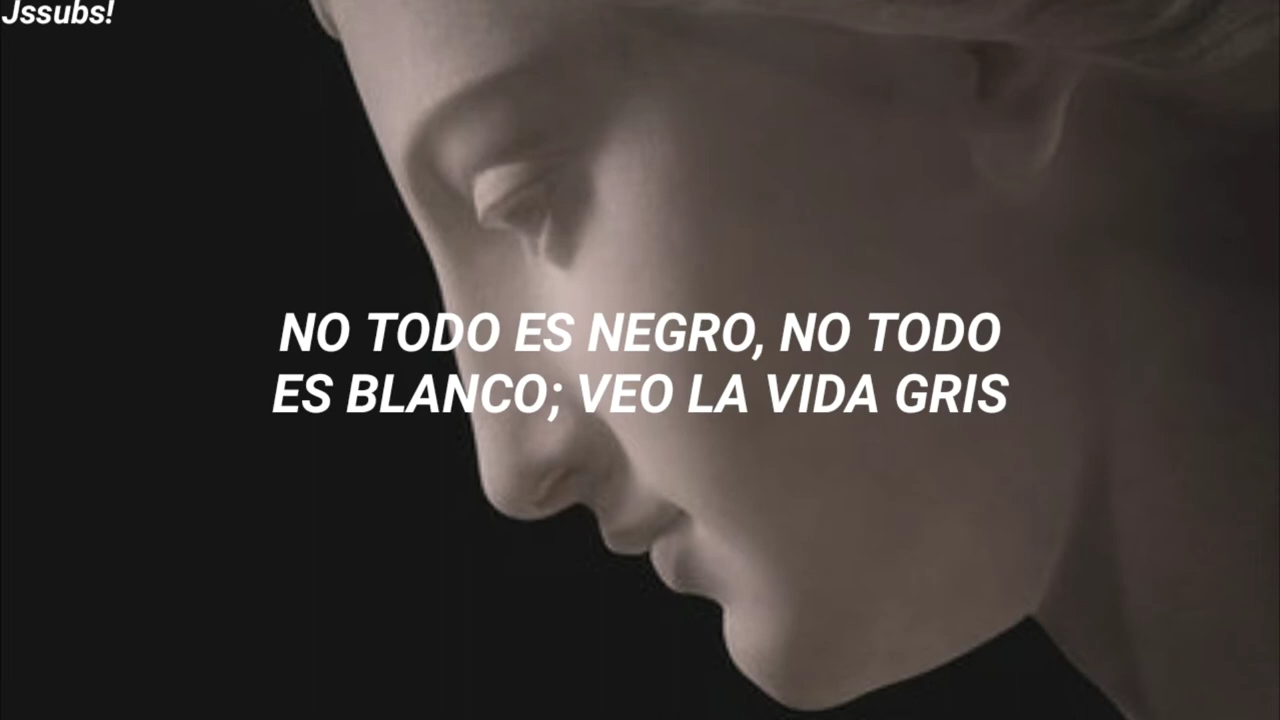 Jssubs!
NO TODO ES NEGRO, NO TODO
ES BLANCO; VEO LA VIDA GRIS